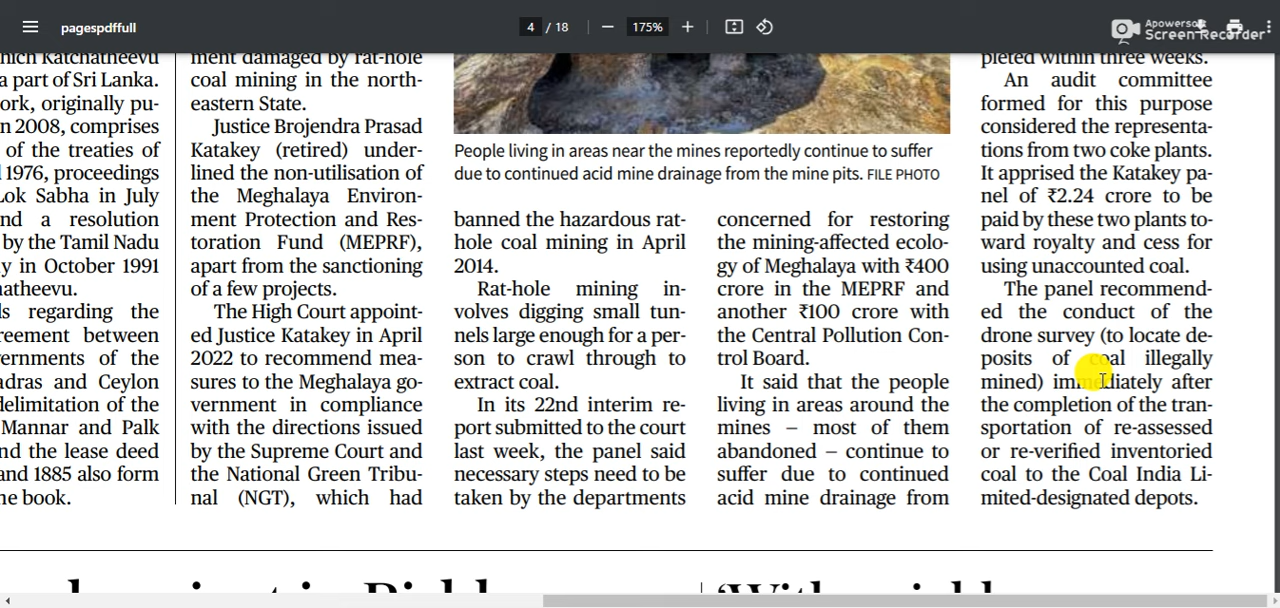 pagespdffull
4 / 18
175%
Apowersoft
Screen Recorder
a part of Sri Lanka.
ork, originally pu-
n 2008, comprises
of the treaties of
1976, proceedings
Lok Sabha in July
nd a resolution
by the Tamil Nadu
y in October 1991
hatheevu.
ls regarding the
reement between
vernments of the
adras and Ceylon
delimitation of the
Mannar and Palk
nd the lease deed
and 1885 also form
he book.
ment damaged by rat-hole
coal mining in the north-
eastern State.
Justice Brojendra Prasad
Katakey (retired) under-
lined the non-utilisation of
the Meghalaya Environ-
ment Protection and Res-
toration Fund (MEPRF),
apart from the sanctioning
of a few projects.
The High Court appoint-
ed Justice Katakey in April
2022 to recommend mea-
sures to the Meghalaya go-
vernment in compliance
with the directions issued
by the Supreme Court and
the National Green Tribu-
nal (NGT), which had
People living in areas near the mines reportedly continue to suffer
due to continued acid mine drainage from the mine pits. FILE PHOTO
banned the hazardous rat-
hole coal mining in April
2014.
Rat-hole mining in-
volves digging small tun-
nels large enough for a per-
son to crawl through to
extract coal.
In its 22nd interim re-
port submitted to the court
last week, the panel said
necessary steps need to be
taken by the departments
concerned for restoring
the mining-affected ecolo-
gy of Meghalaya with ₹400
crore in the MEPRF and
another ₹100 crore with
the Central Pollution Con-
trol Board.
It said that the people
living in areas around the
mines – most of them
abandoned – continue to
suffer due to continued
acid mine drainage from
pleted within three weeks.
An audit committee
formed for this purpose
considered the representa-
tions from two coke plants.
It apprised the Katakey pa-
nel of ₹2.24 crore to be
paid by these two plants to-
ward royalty and cess for
using unaccounted coal.
The panel recommend-
ed the conduct of the
drone survey (to locate de-
posits of coal illegally
mined) immediately after
the completion of the tran-
sportation of re-assessed
or re-verified inventoried
coal to the Coal India Li-
mited-designated depots.